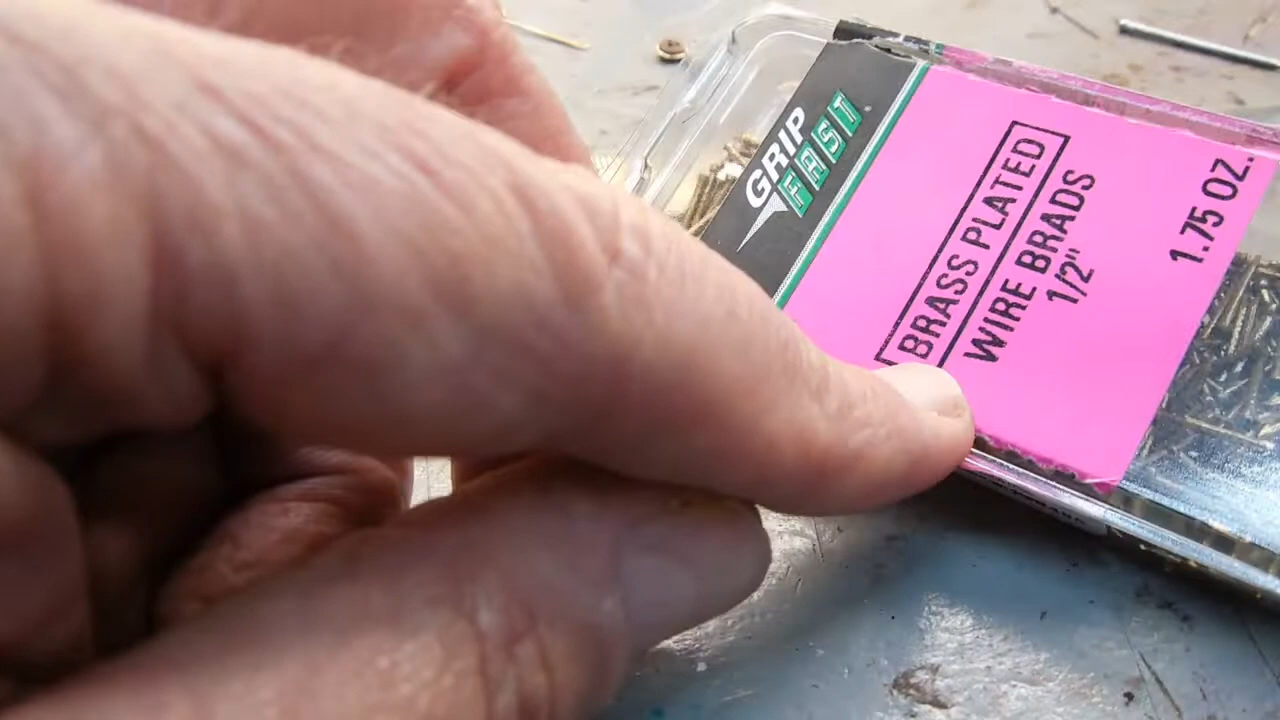 GRIP
FAST
BRASS PLATED
WIRE BRADS
1/2"
1.75 OZ.